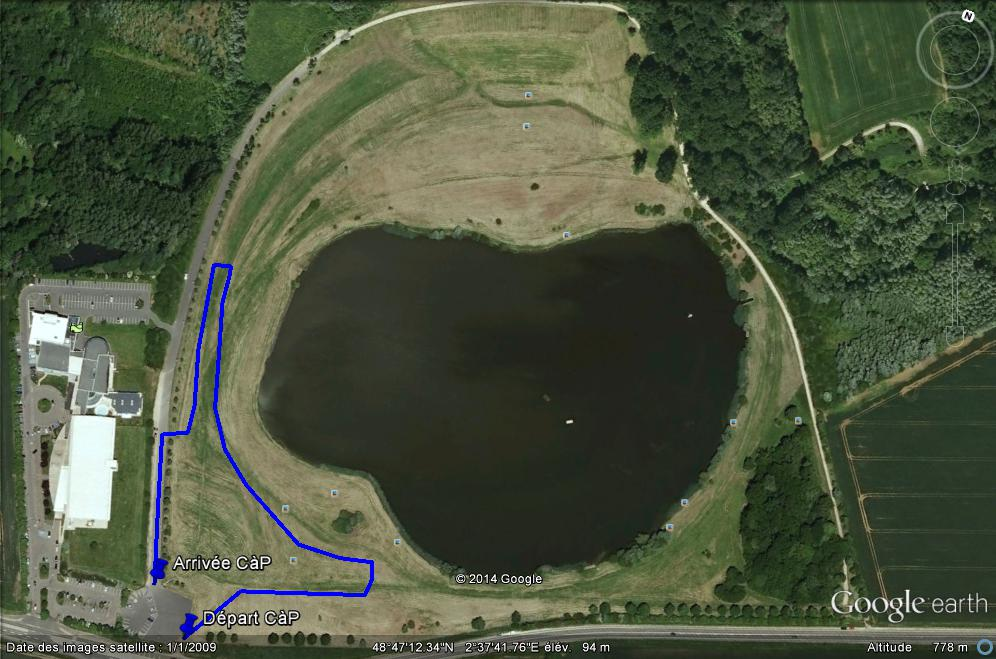 N
Arrivée CàP
© 2014 Google
Départ CàP
Google earth
Date des images satellite : 1/1/2009 48°47'12.34"N 2°37'41.76"E élév. 94 m Altitude 778 m